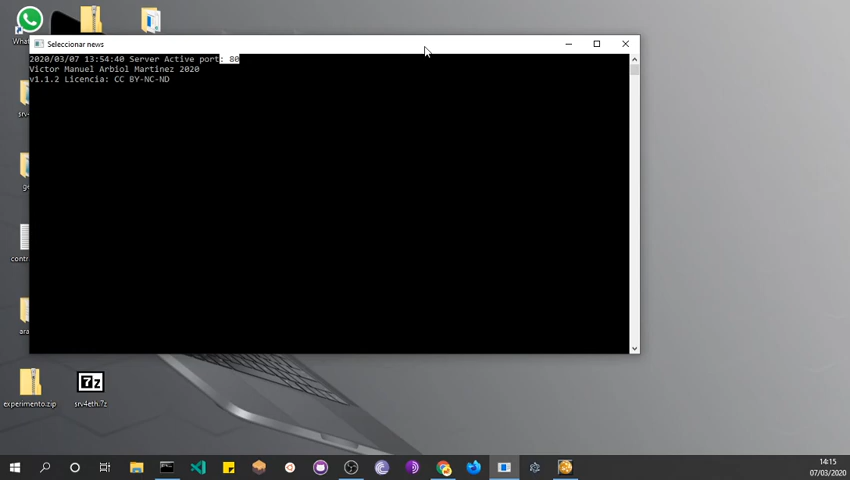 Seleccionar news
2020/03/07 13:54:40 Server Active port: 80
Victor Manuel Arbiol Martinez 2020
v1.1.2 Licencia: CC BY-NC-ND
experimento.zip
7z
srv4eth.7z
14:15
07/03/2020